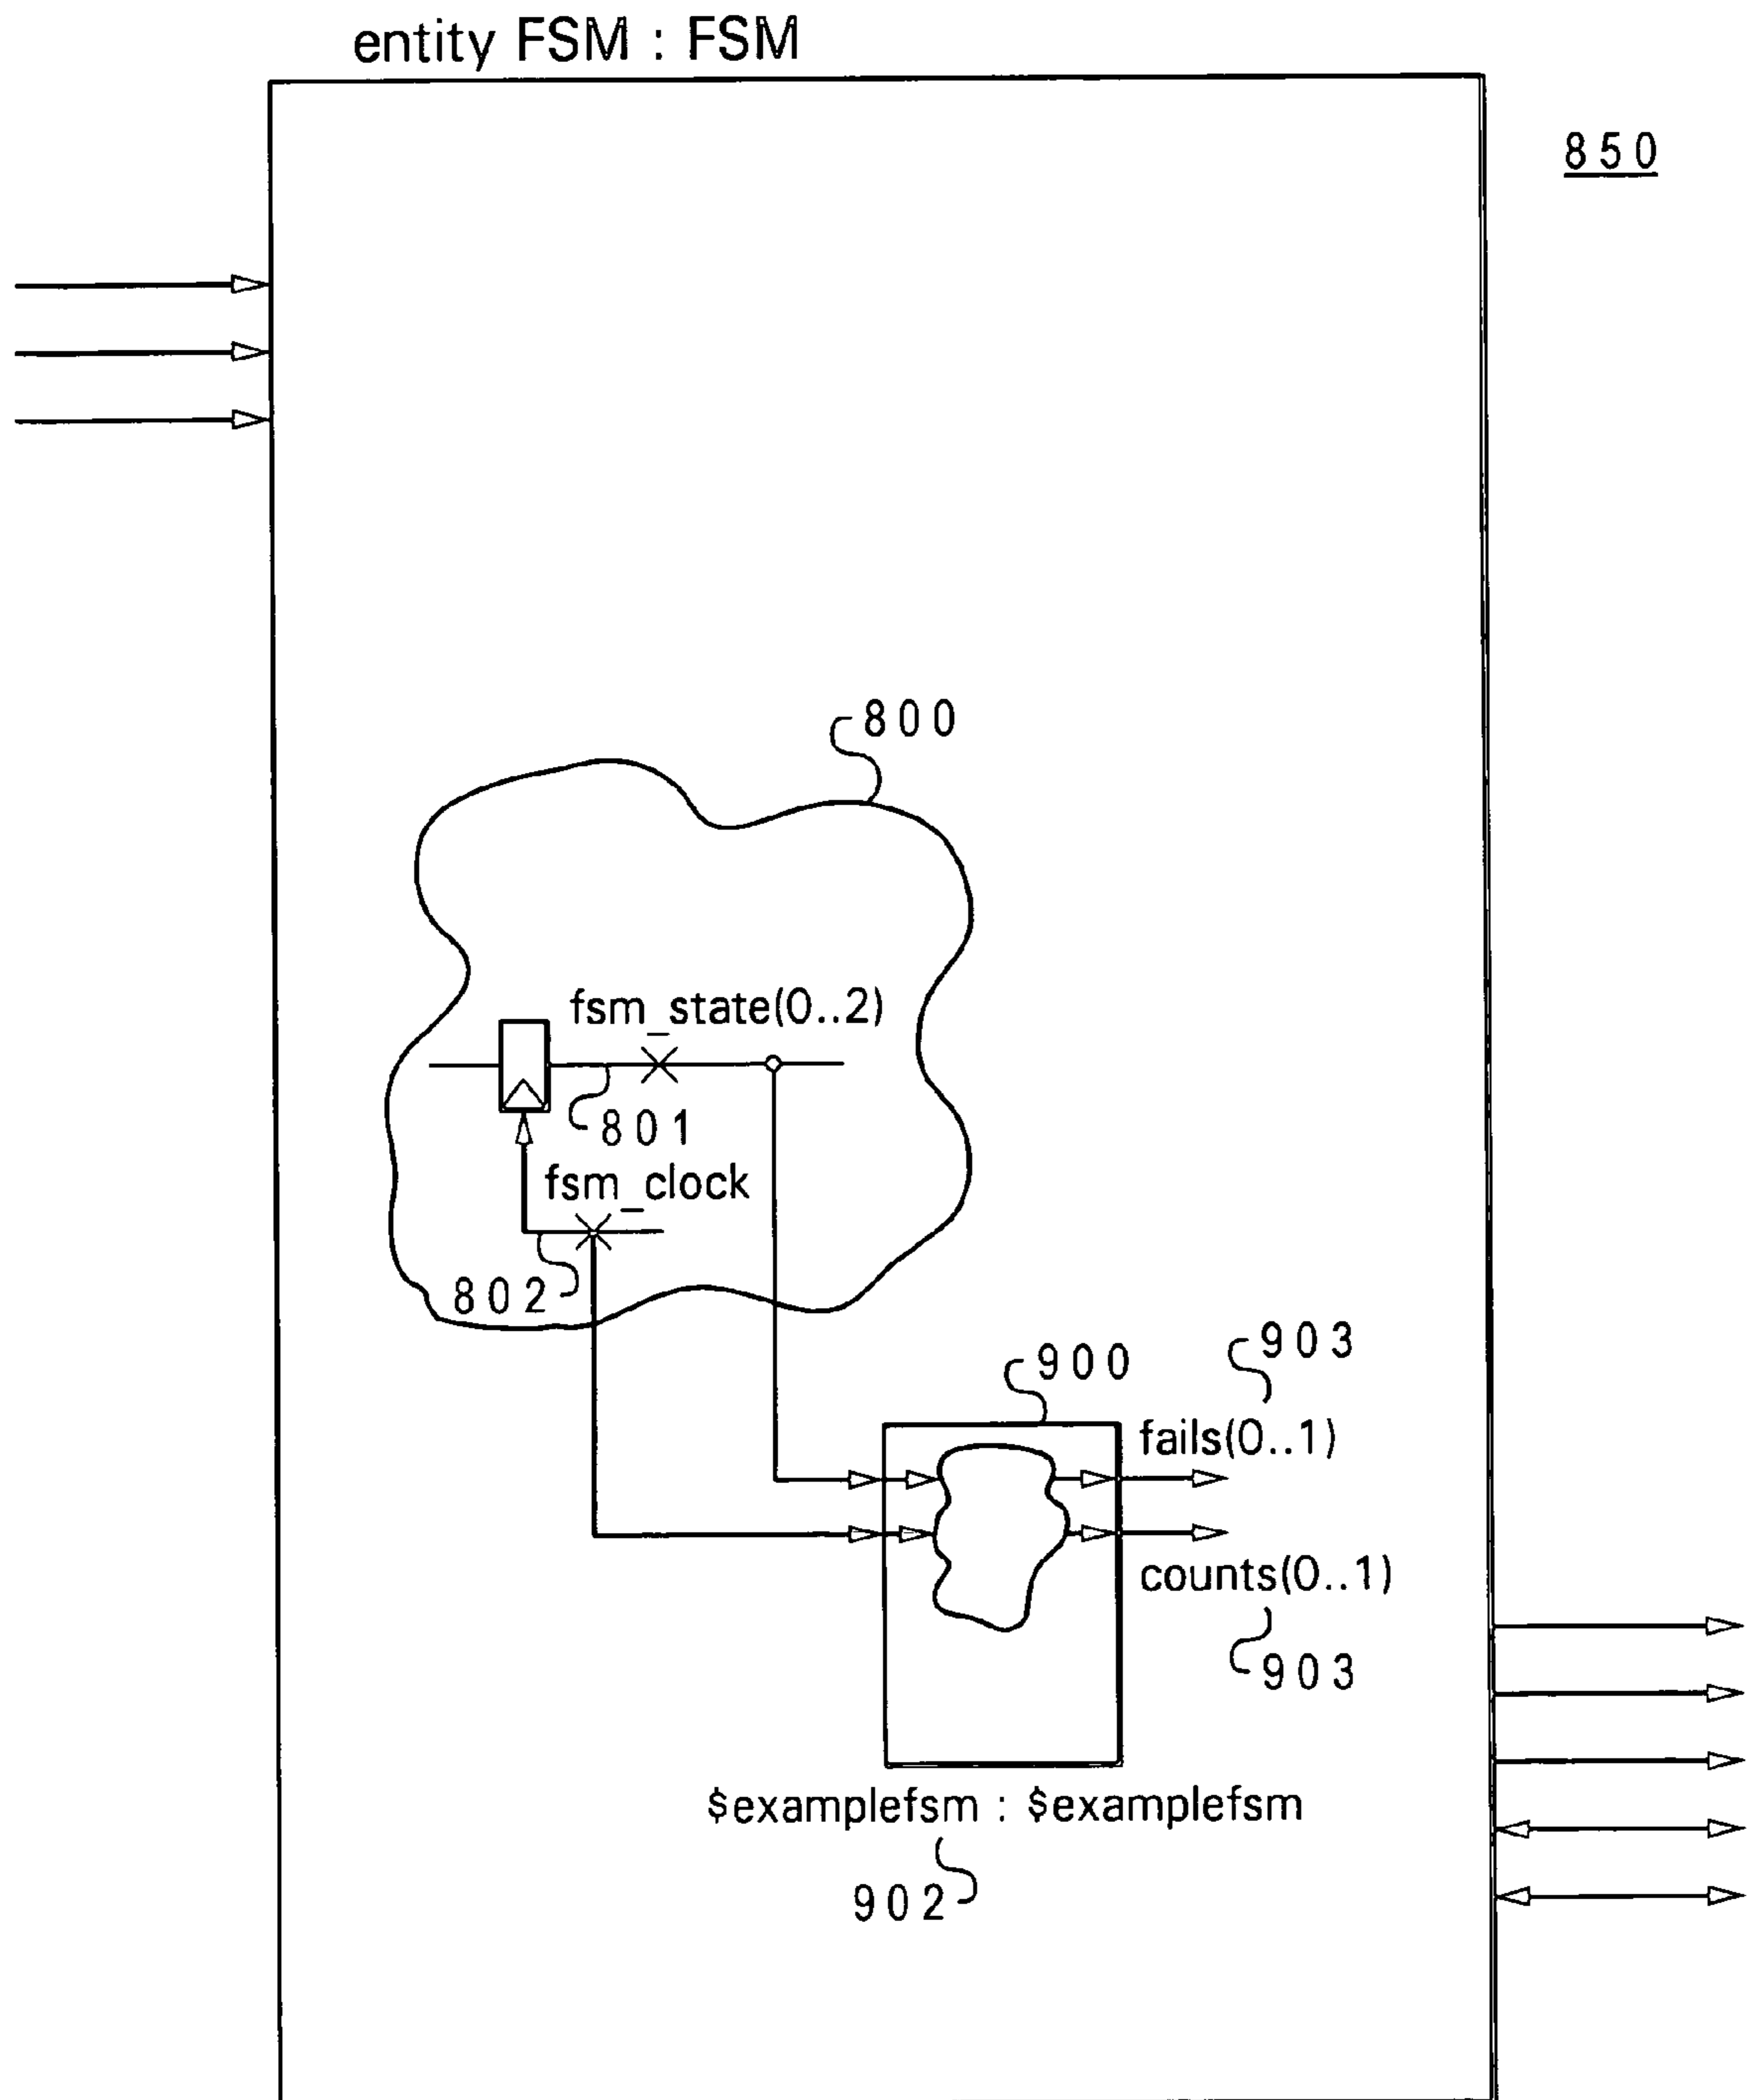 entity FSM : FSM
850
800
fsm_state(0..2)
801
fsm_clock
802
903
900
fails(0..1)
counts(0..1)
903
$examplefsm : $examplefsm
902